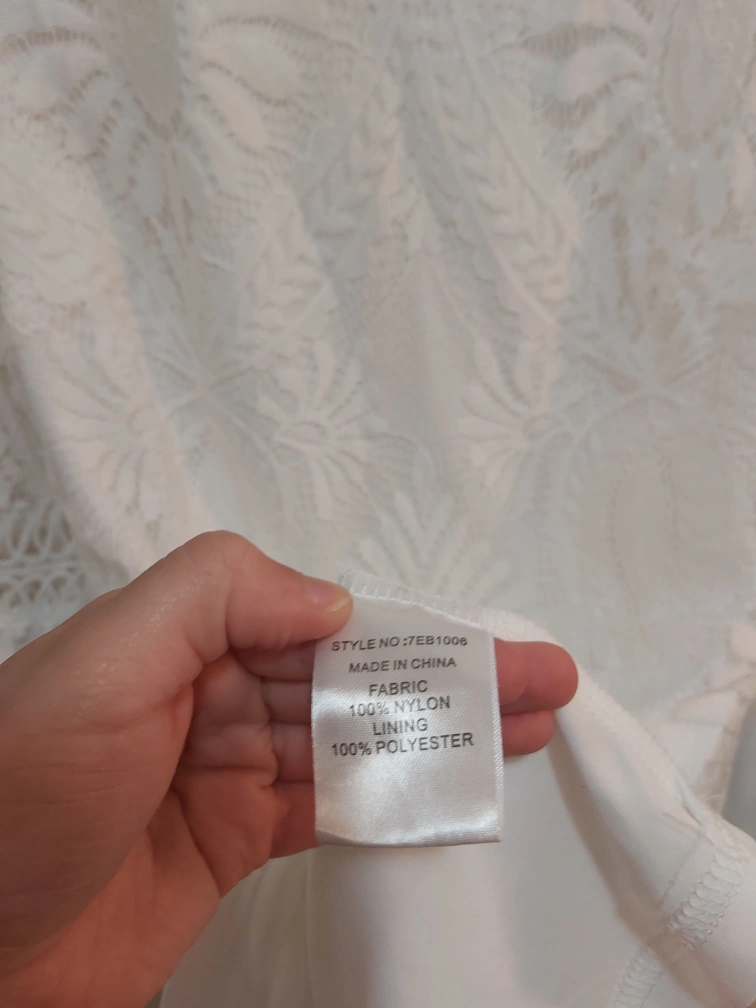 STYLE NO :7EB1006
MADE IN CHINA
FABRIC
100% NYLON
LINING
100% POLYESTER